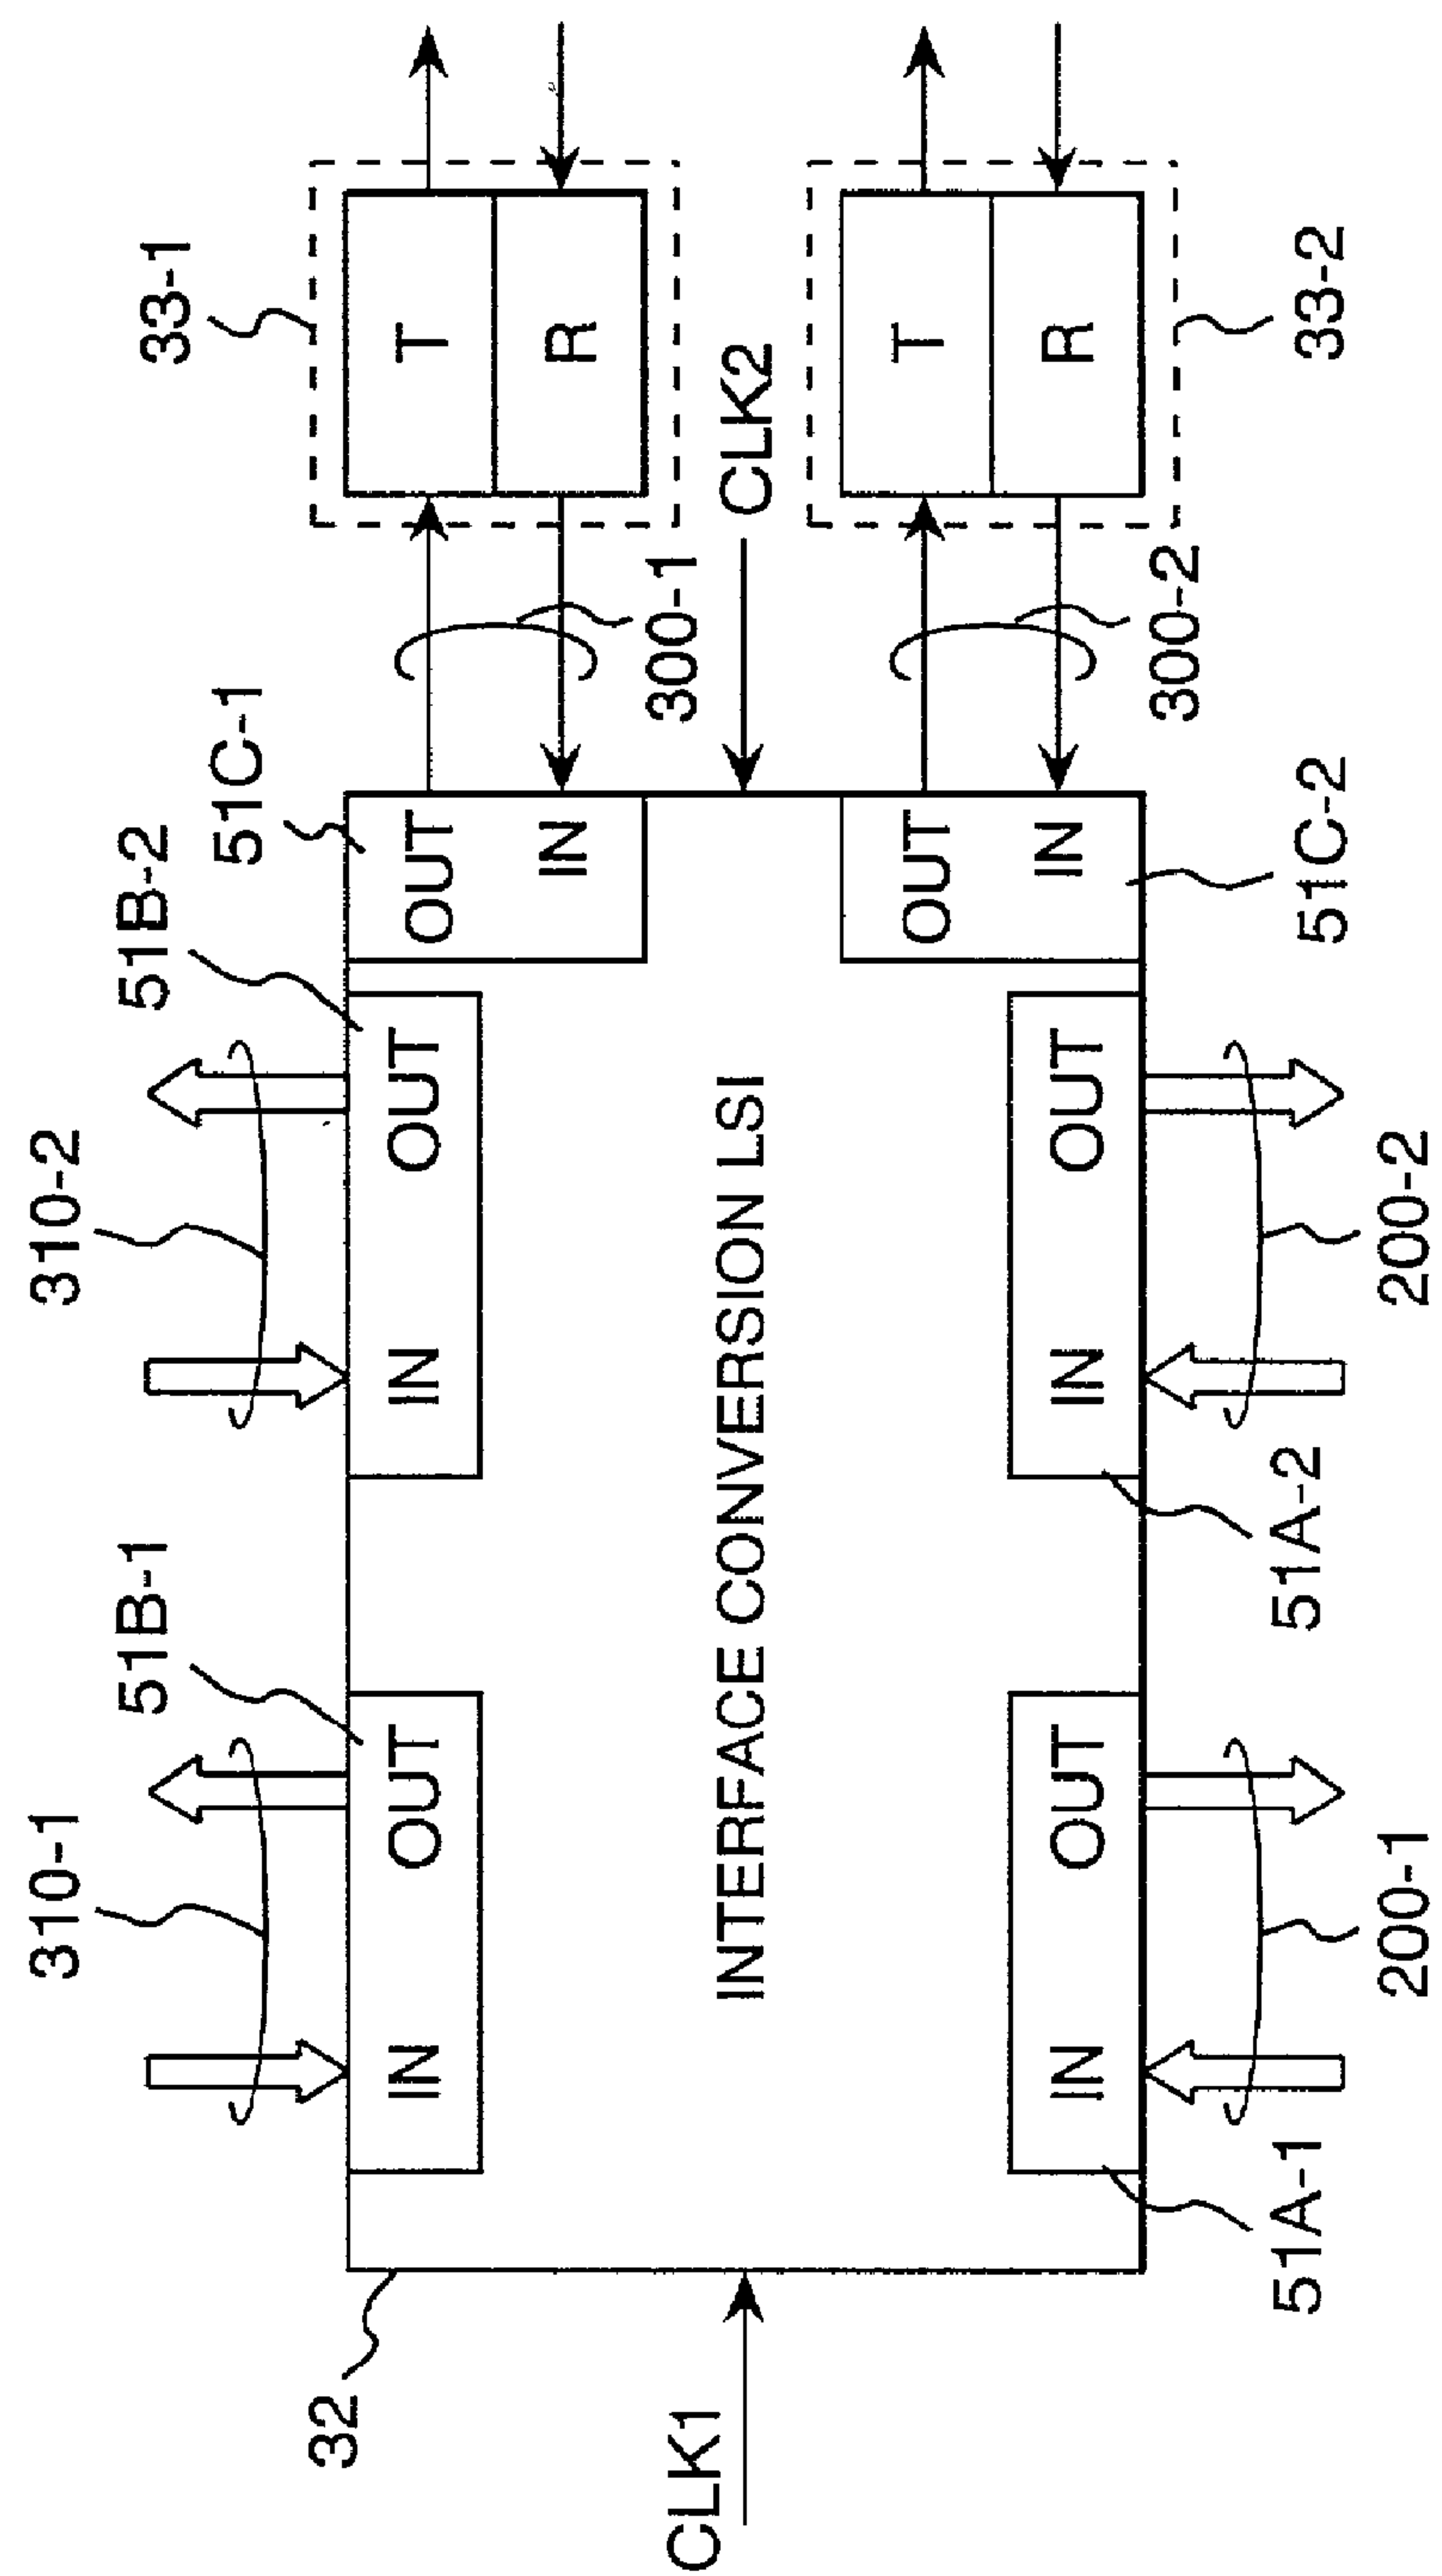 310-1
310-2
51B-1
51B-2
51C-1
33-1
32
IN
OUT
IN
OUT
OUT
IN
T
R
300-1
CLK1
INTERFACE CONVERSION LSI
CLK2
IN
OUT
IN
OUT
OUT
IN
T
R
300-2
51A-1
51A-2
51C-2
33-2
200-1
200-2